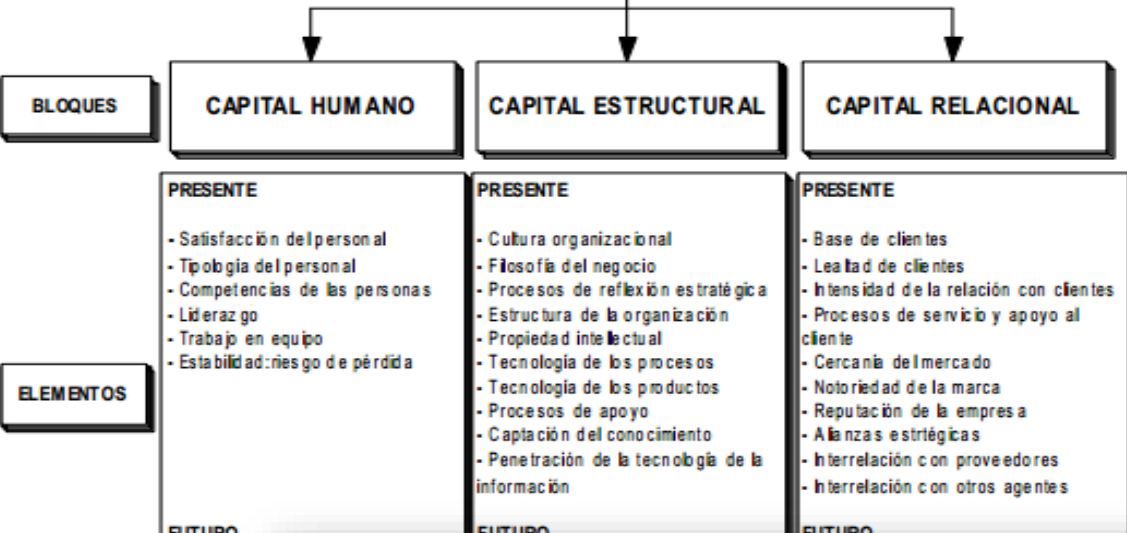 BLOQUES
CAPITAL HUMANO
CAPITAL ESTRUCTURAL
CAPITAL RELACIONAL
ELEMENTOS
PRESENTE
- Satisfacción del personal
- Tipología del personal
- Competencias de las personas
- Liderazgo
- Trabajo en equipo
- Estabilidad:riesgo de pérdida
FUTURO
PRESENTE
- Cultura organizacional
- Filosofía del negocio
- Procesos de reflexión estratégica
- Estructura de la organización
- Propiedad intelectual
- Tecnología de los procesos
- Tecnología de los productos
- Procesos de apoyo
- Captación del conocimiento
- Penetración de la tecnología de la
información
FUTURO
PRESENTE
- Base de clientes
- Lealtad de clientes
- Intensidad de la relación con clientes
- Procesos de servicio y apoyo al
cliente
- Cercanía del mercado
- Notoriedad de la marca
- Reputación de la empresa
- Alianzas estrtégicas
- Interrelación con proveedores
- Interrelación con otros agentes
FUTURO